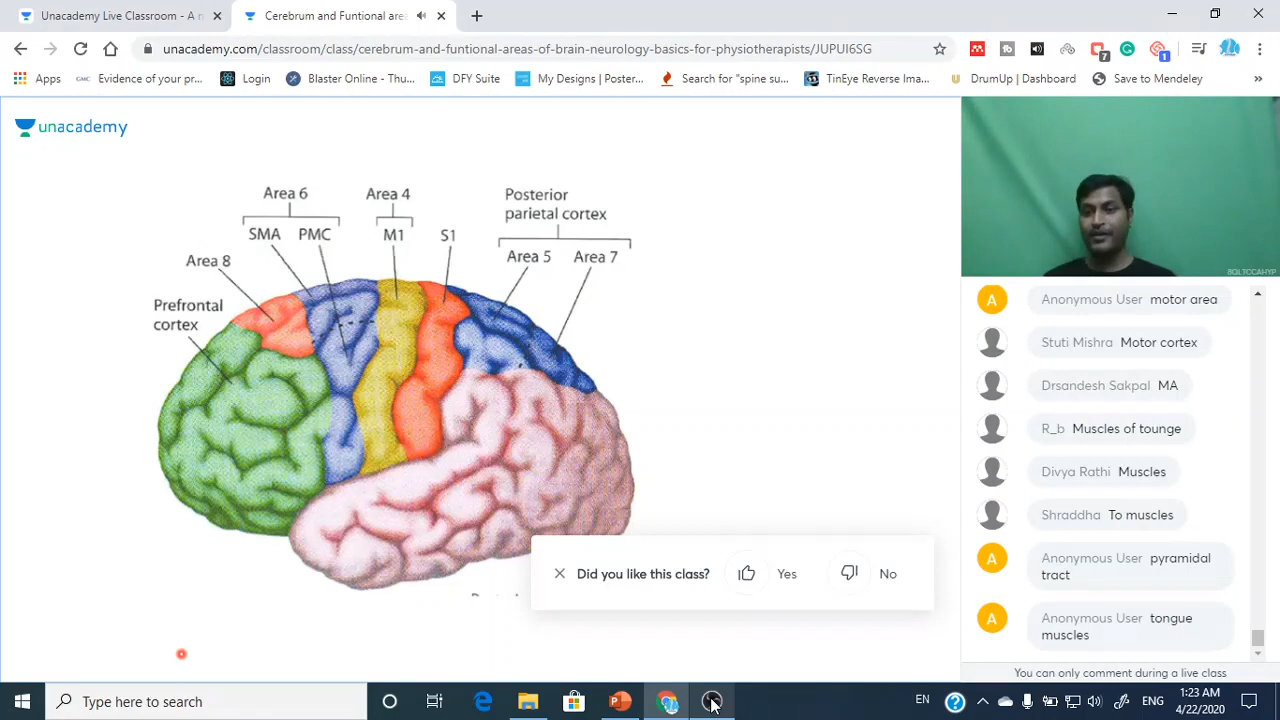 Unacademy Live Classroom - A n
Cerebrum and Funtional area
unacademy.com/classroom/class/cerebrum-and-funtional-areas-of-brain-neurology-basics-for-physiotherapists/JUPUI6SG
7
1
Apps
GMC Evidence of your pr...
Login
Blaster Online - Thu...
DFY Suite
My Designs | Poster...
Search for "spine su...
TinEye Reverse Ima...
DrumUp | Dashboard
Save to Mendeley
»
unacademy
Area 6
Area 4
Posterior
parietal cortex
SMA PMC
M1
S1
Area 5 Area 7
Area 8
Prefrontal
cortex
8QLTCCAHYP
A Anonymous User motor area
Stuti Mishra Motor cortex
Drsandesh Sakpal MA
R_b Muscles of tounge
Divya Rathi Muscles
Shraddha To muscles
A Anonymous User pyramidal
tract
A Anonymous User tongue
muscles
Did you like this class? Yes No
You can only comment during a live class
Type here to search
EN
ENG
1:23 AM
4/22/2020